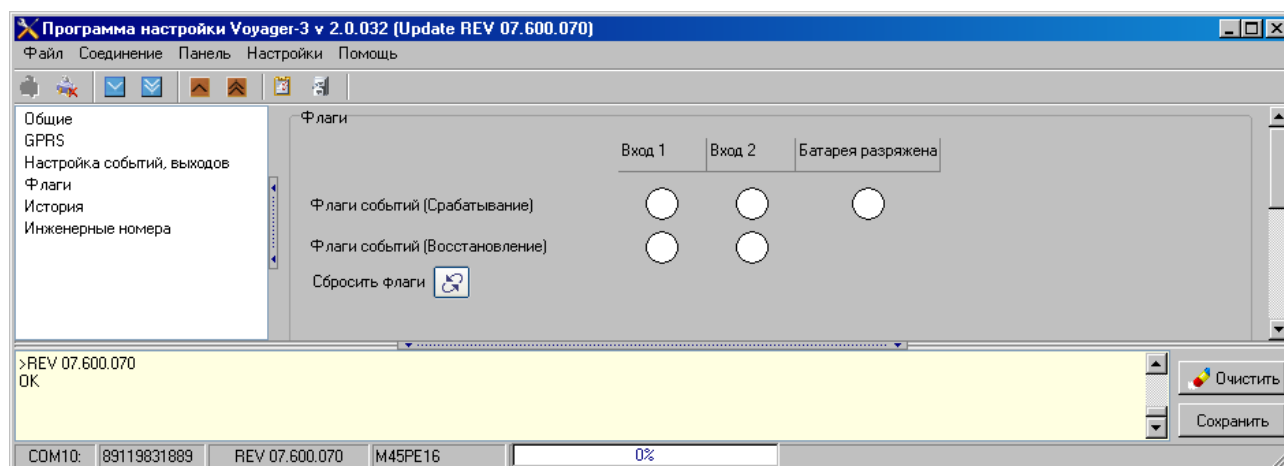 Программа настройки Voyager-3 v 2.0.032 (Update REV 07.600.070)
Файл Соединение Панель Настройки Помощь
Общие
GPRS
Настройка событий, выходов
Флаги
История
Инженерные номера
Флаги
Вход 1 Вход 2 Батарея разряжена
Флаги событий (Срабатывание)
Флаги событий (Восстановление)
Сбросить флаги
>REV 07.600.070
OK
Очистить
Сохранить
COM10: 89119831889 REV 07.600.070 M45PE16 0%